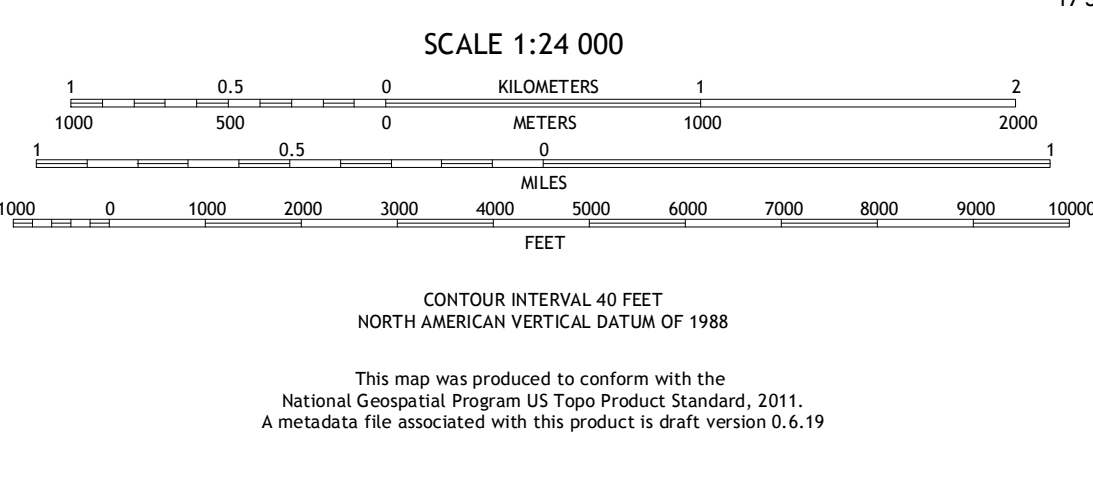 SCALE 1:24 000
1 0.5 0 KILOMETERS 1 2
1000 500 0 METERS 1000 2000
1 0.5 0 1
MILES
1000 0 1000 2000 3000 4000 5000 6000 7000 8000 9000 10000
FEET
CONTOUR INTERVAL 40 FEET
NORTH AMERICAN VERTICAL DATUM OF 1988
This map was produced to conform with the
National Geospatial Program US Topo Product Standard, 2011.
A metadata file associated with this product is draft version 0.6.19